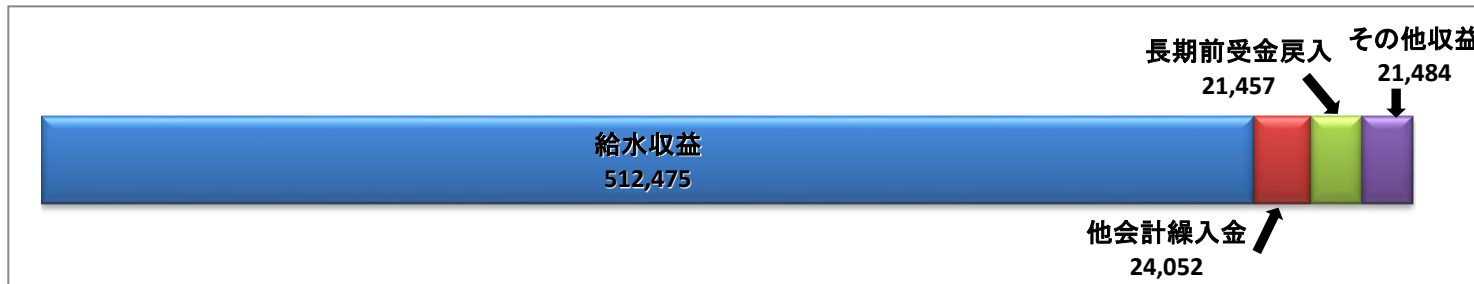 長期前受金戻入
21,457
その他収益
21,484
給水収益
512,475
他会計繰入金
24,052